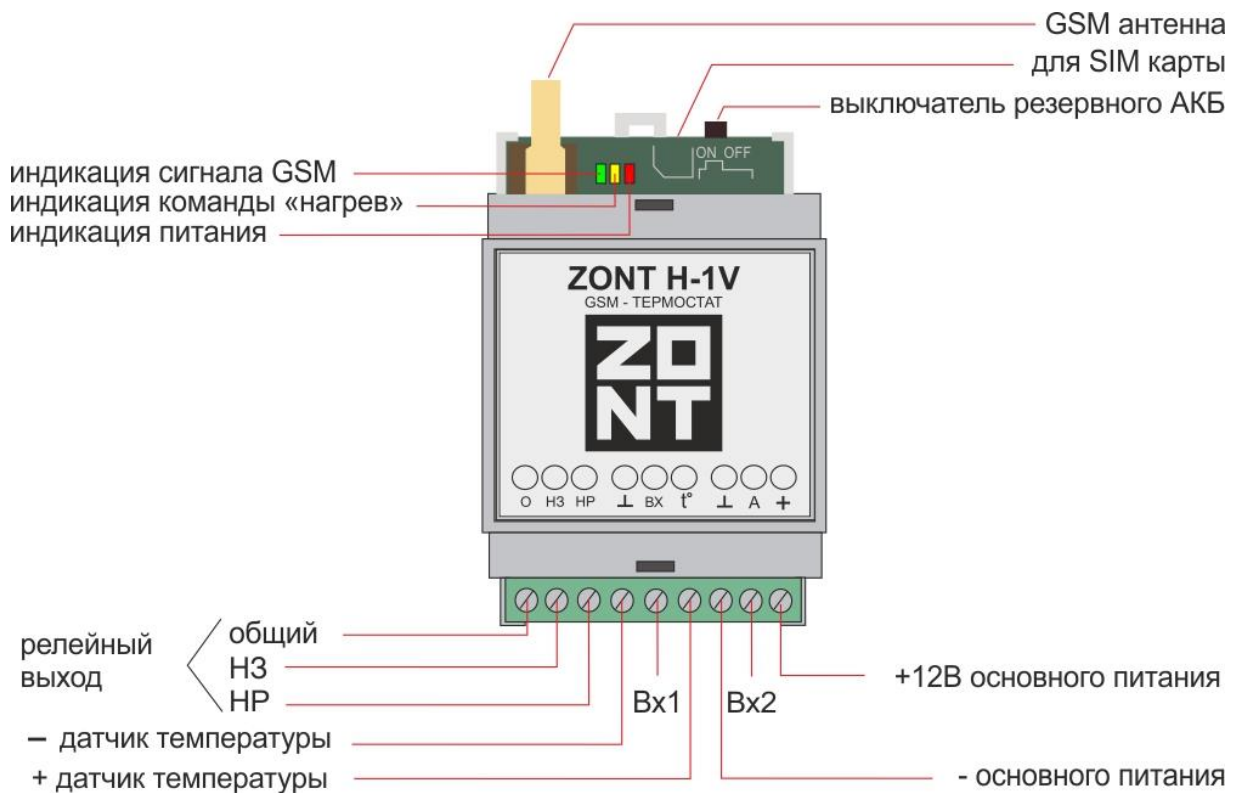 GSM антенна
для SIM карты
выключатель резервного АКБ
ON OFF
индикация сигнала GSM
индикация команды «нагрев»
индикация питания
ZONT H-1V
GSM - ТЕРМОСТАТ
ZO
NT
О НЗ НР ⊥ ВХ t° ⊥ А +
релейный
выход
общий
НЗ
НР
Вх1
Вх2
+12В основного питания
− датчик температуры
+ датчик температуры
- основного питания